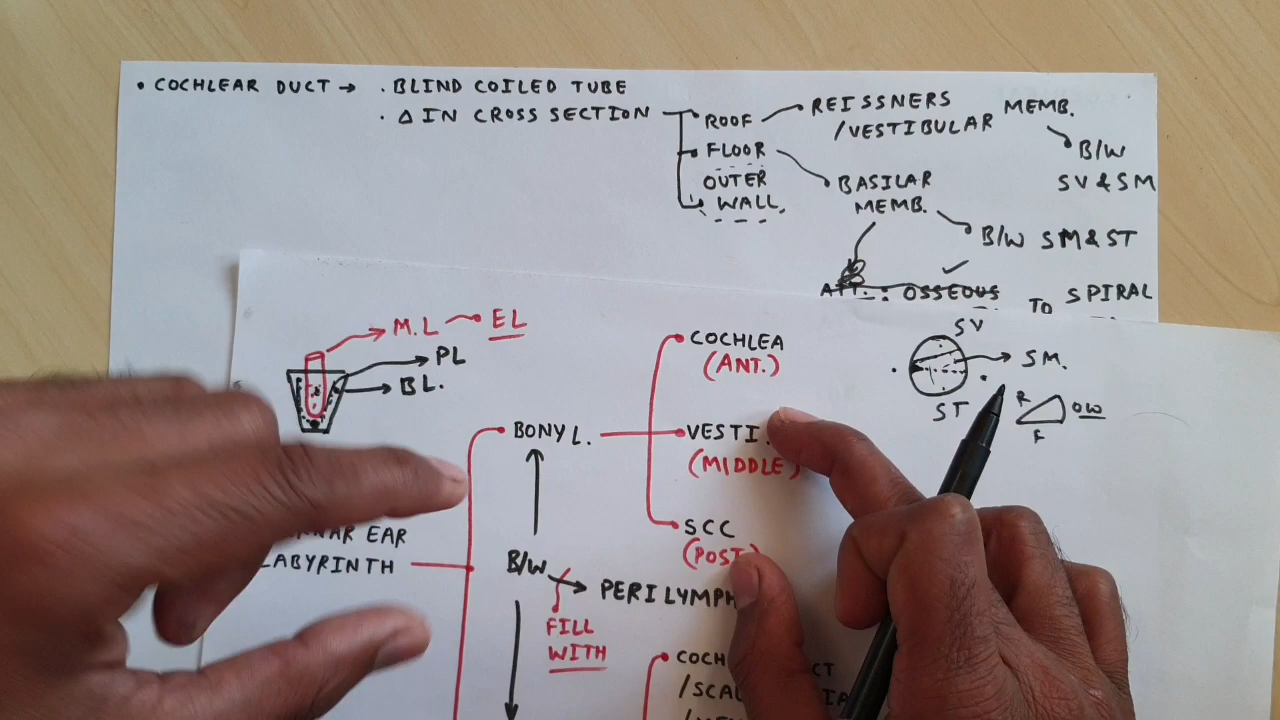 • COCHLEAR DUCT → . BLIND COILED TUBE
. Δ IN CROSS SECTION
ROOF
REISSNERS MEMB.
/VESTIBULAR
B/W
SV & SM
FLOOR
BASILAR
MEMB.
B/W SM & ST
OUTER
WALL
ATT. : OSSEOUS TO SPIRAL
M.L
EL
PL
BL.
SV
SM.
ST
R
OW
F
COCHLEA
(ANT.)
BONY L.
VESTI.
(MIDDLE)
SCC
(POST)
EAR
LABYRINTH
B/W
PERILYMPH
FILL
WITH